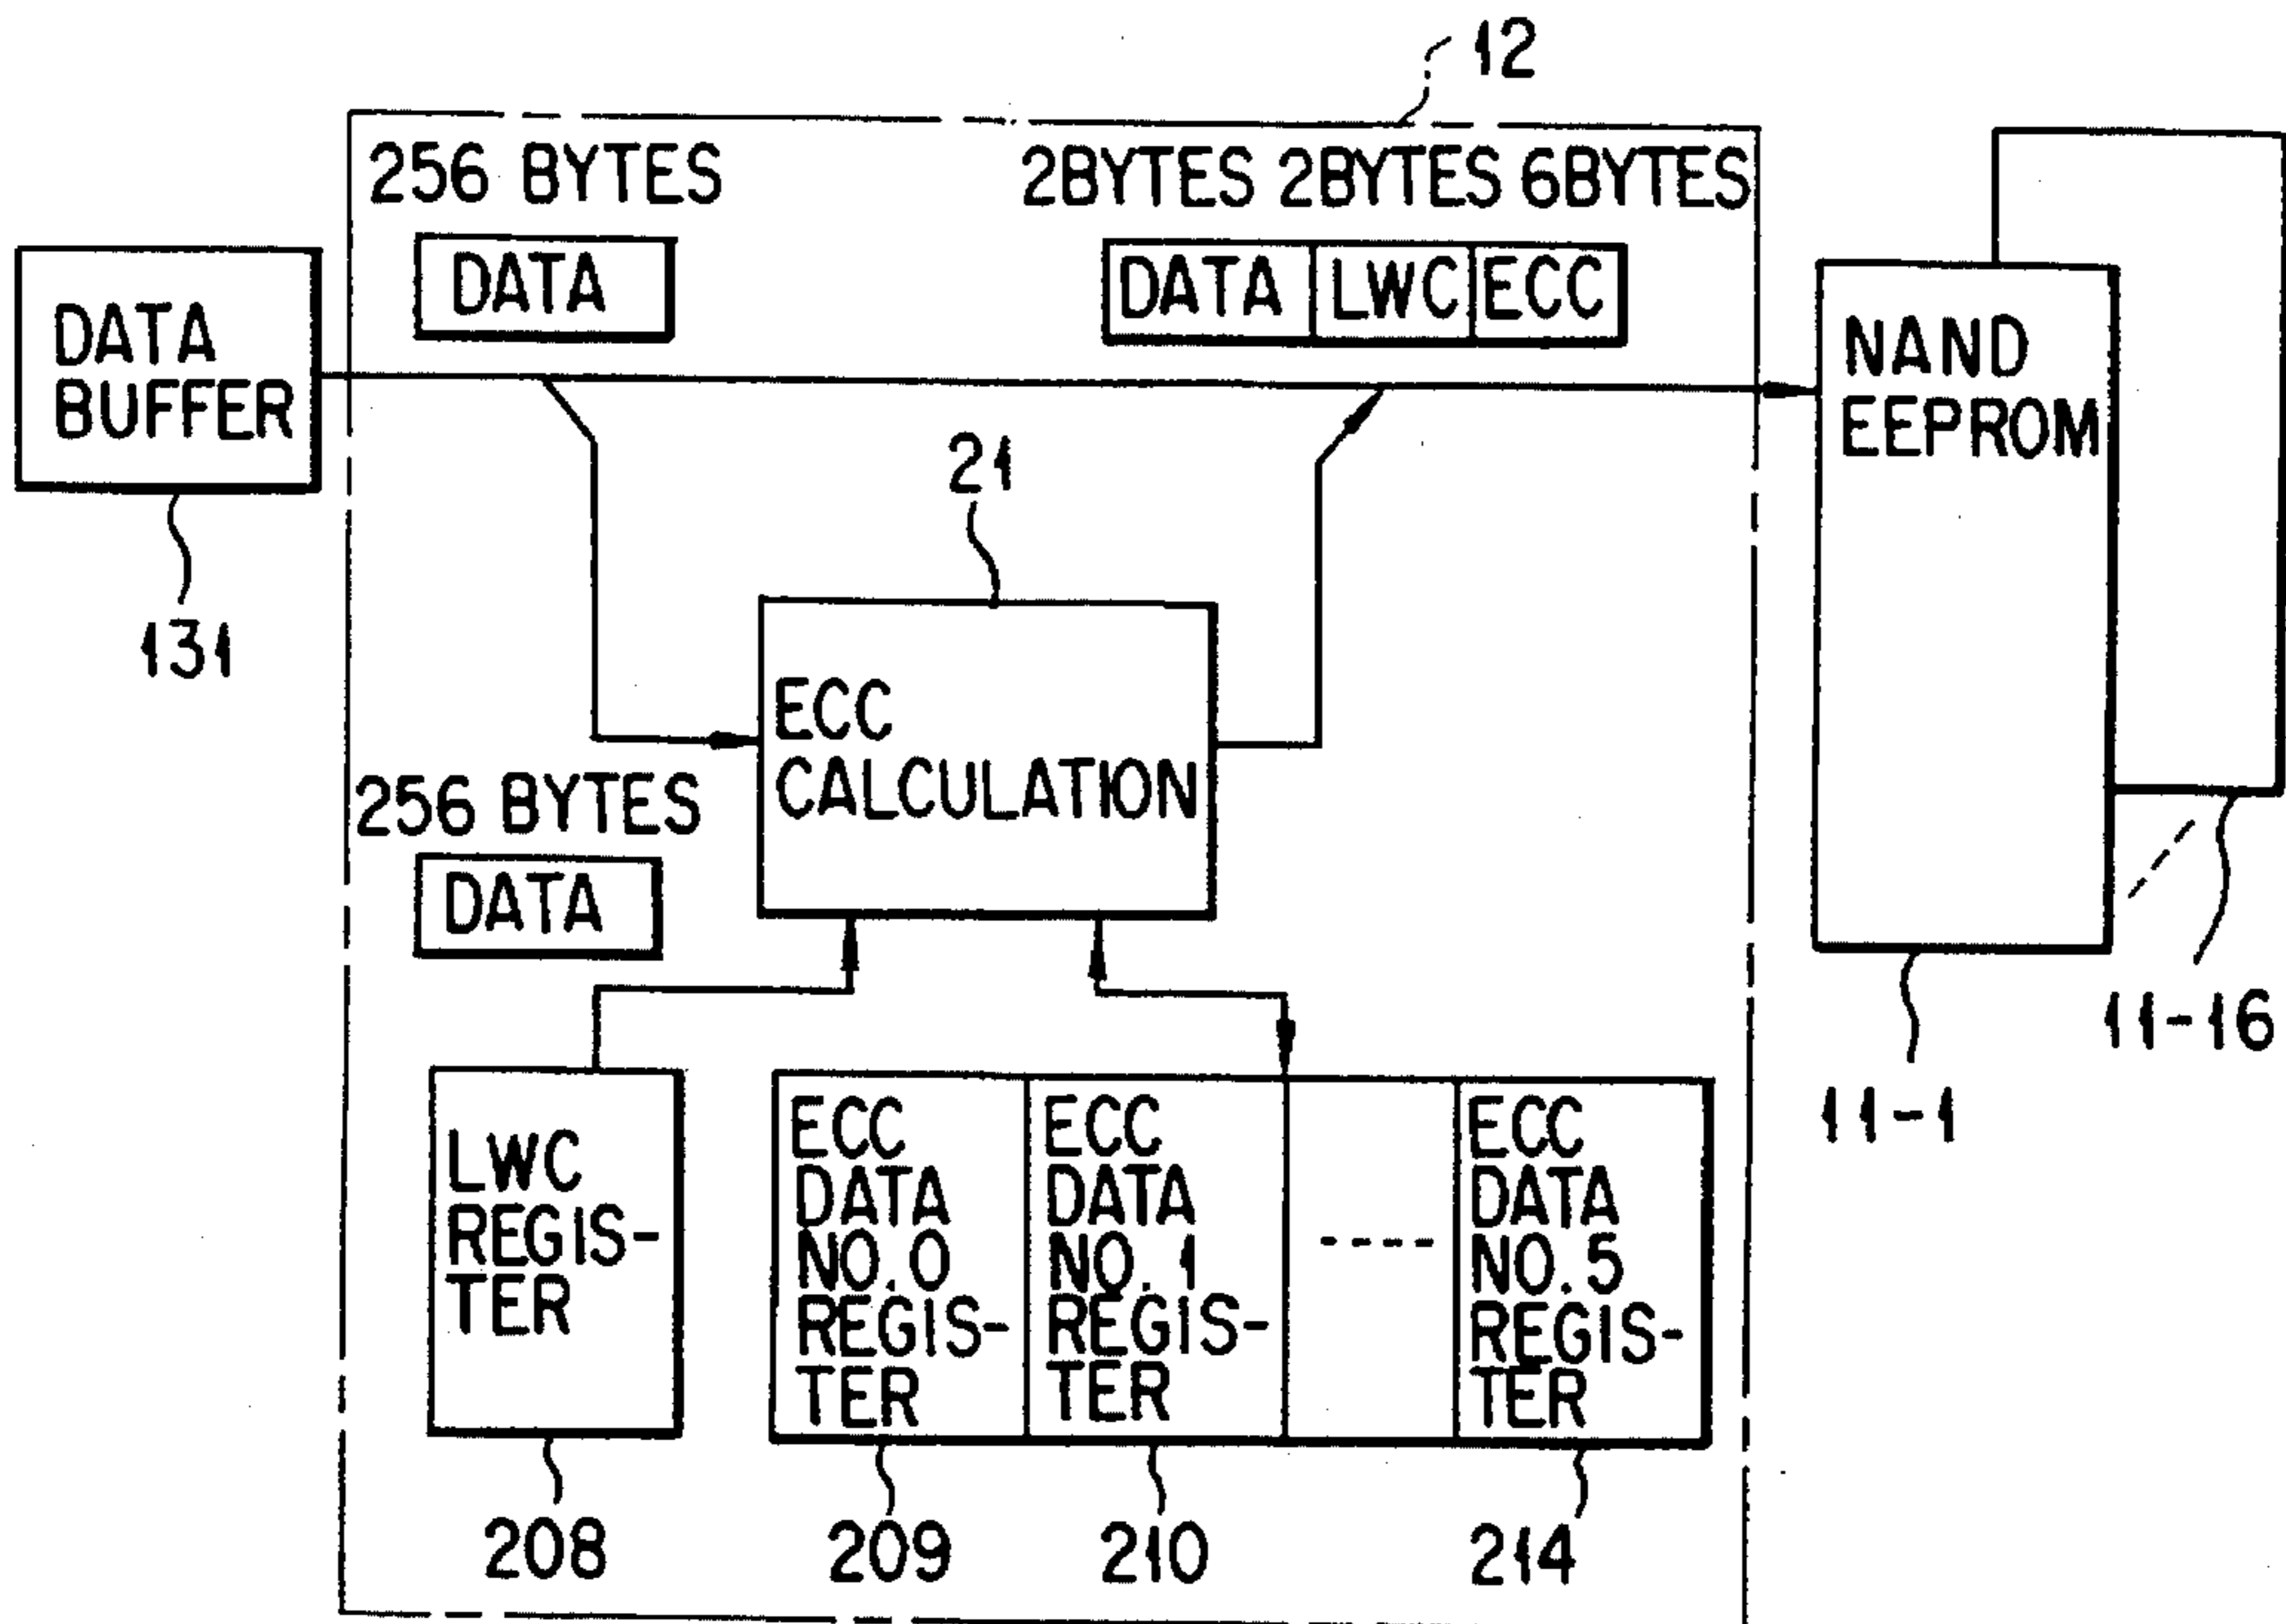 12
256 BYTES
2BYTES 2BYTES 6BYTES
DATA
DATA LWC ECC
DATA
BUFFER
NAND
EEPROM
21
131
ECC
CALCULATION
256 BYTES
DATA
11-16
11-1
LWC
REGIS-
TER
ECC
DATA
NO. 0
REGIS-
TER
ECC
DATA
NO. 1
REGIS-
TER
----
ECC
DATA
NO. 5
REGIS-
TER
208
209
210
214